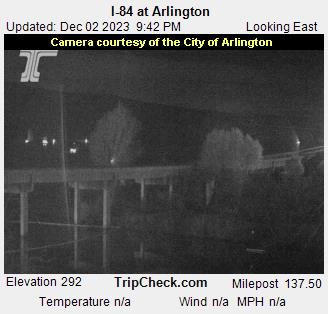 I-84 at Arlington
Updated: Dec 02 2023 9:42 PM Looking East
Camera courtesy of the City of Arlington
Elevation 292 TripCheck.com Milepost 137.50
Temperature n/a Wind n/a MPH n/a